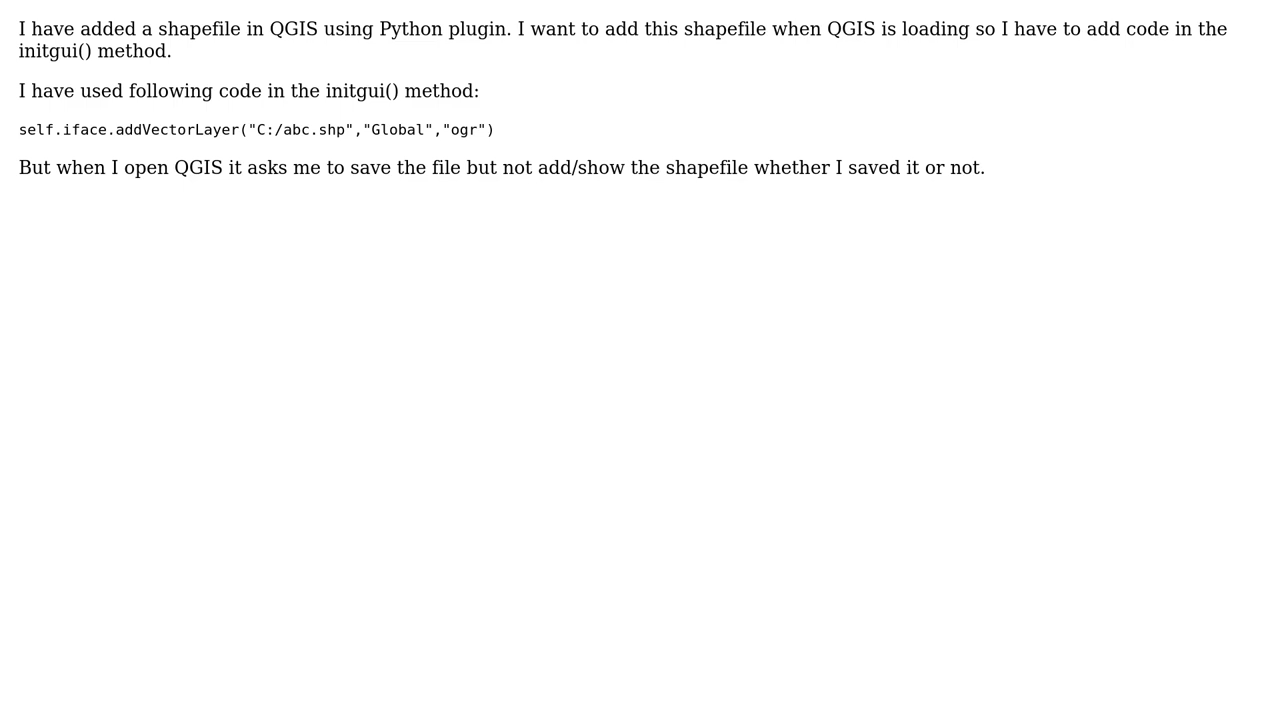 I have added a shapefile in QGIS using Python plugin. I want to add this shapefile when QGIS is loading so I have to add code in the
initgui() method.
I have used following code in the initgui() method:
self.iface.addVectorLayer("C:/abc.shp","Global","ogr")
But when I open QGIS it asks me to save the file but not add/show the shapefile whether I saved it or not.